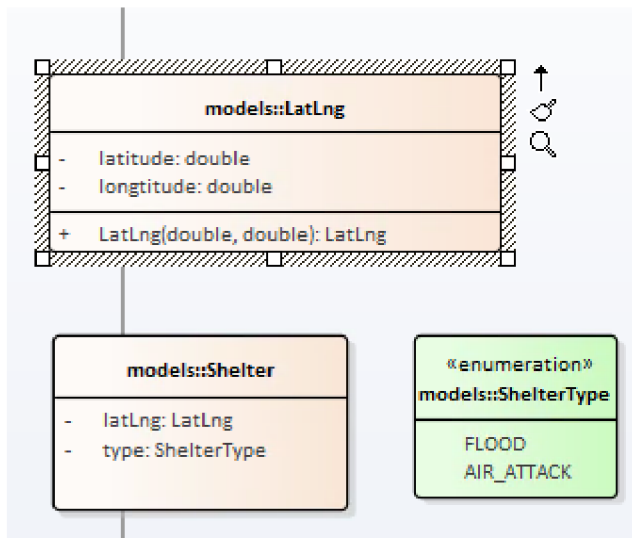 models::LatLng
- latitude: double
- longtitude: double
+ LatLng(double, double): LatLng
models::Shelter
- latLng: LatLng
- type: ShelterType
«enumeration»
models::ShelterType
FLOOD
AIR_ATTACK